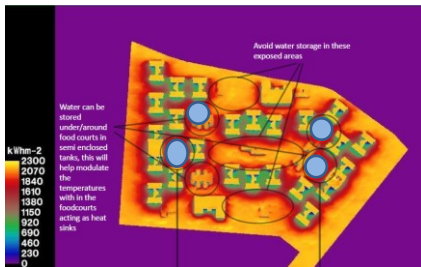 Avoid water storage in these
exposed areas
Water can be
stored
under/around
food courts in
semi enclosed
tanks, this will
help modulate
the
temperatures
with in the
foodcourts
acting as heat
sinks
kWhm-2
2300
2070
1840
1610
1380
1150
920
690
460
230
0